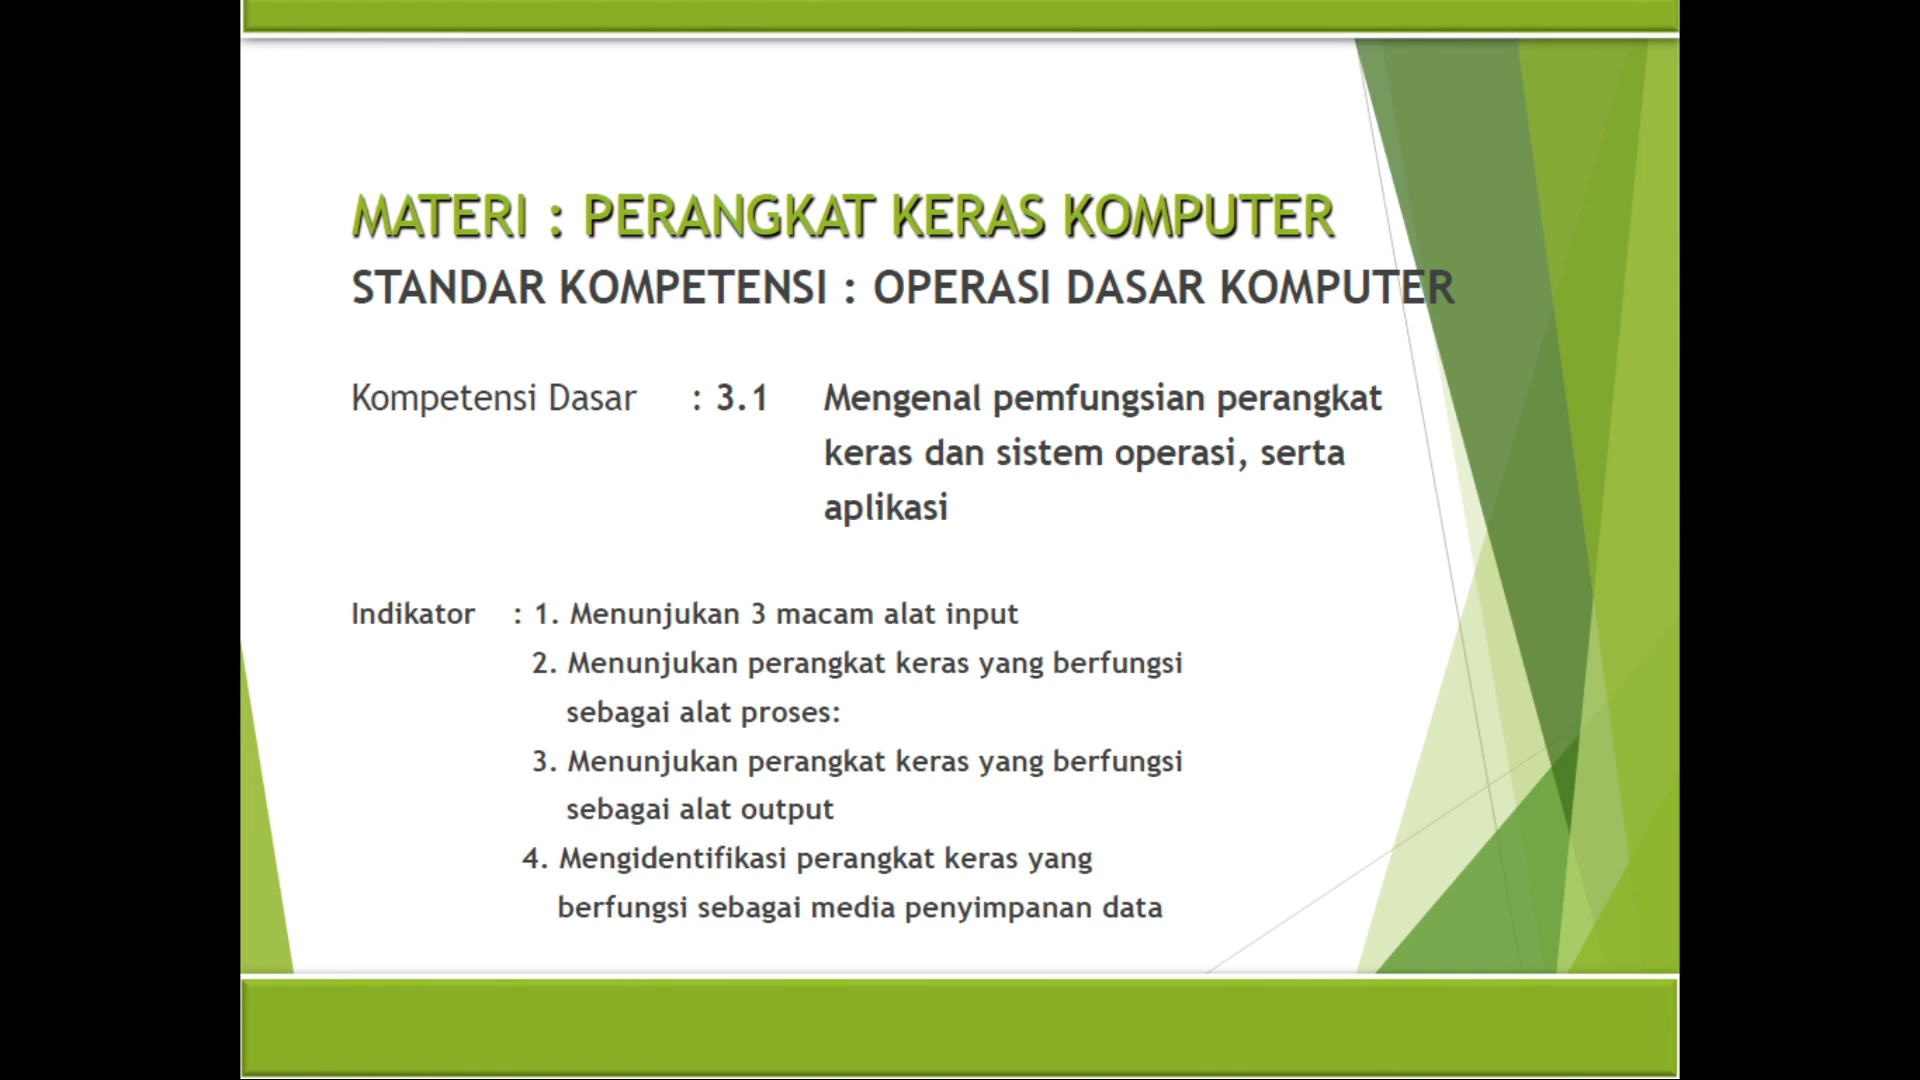 MATERI : PERANGKAT KERAS KOMPUTER
STANDAR KOMPETENSI : OPERASI DASAR KOMPUTER
Kompetensi Dasar : 3.1 Mengenal pemfungsian perangkat
keras dan sistem operasi, serta
aplikasi
Indikator : 1. Menunjukan 3 macam alat input
2. Menunjukan perangkat keras yang berfungsi
sebagai alat proses:
3. Menunjukan perangkat keras yang berfungsi
sebagai alat output
4. Mengidentifikasi perangkat keras yang
berfungsi sebagai media penyimpanan data